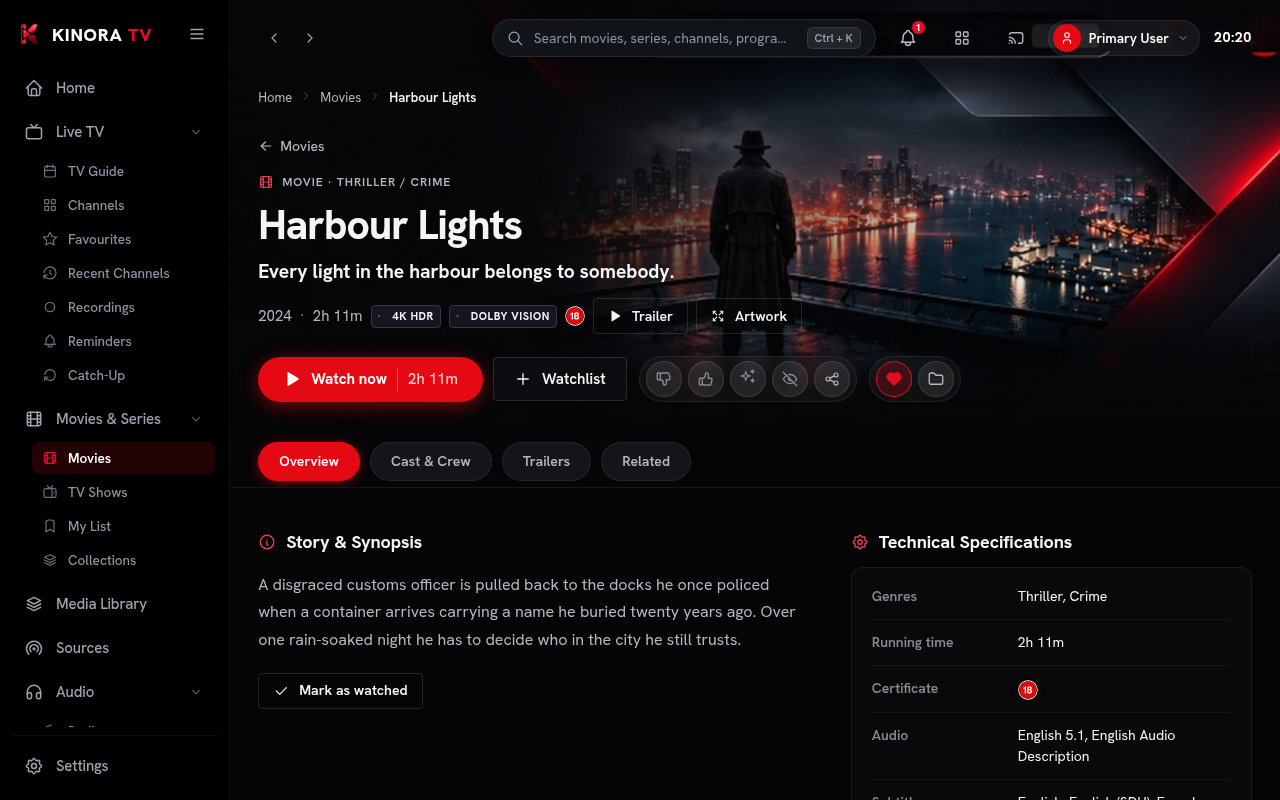 KINORA TV
Search movies, series, channels, progra...
Ctrl + K
1
Primary User
20:20
Home
Live TV
TV Guide
Channels
Favourites
Recent Channels
Recordings
Reminders
Catch-Up
Movies & Series
Movies
TV Shows
My List
Collections
Media Library
Sources
Audio
Settings
Home
Movies
Harbour Lights
Movies
MOVIE · THRILLER / CRIME
Harbour Lights
Every light in the harbour belongs to somebody.
2024 · 2h 11m · 4K HDR · DOLBY VISION 18 Trailer Artwork
Watch now 2h 11m
Watchlist
Overview
Cast & Crew
Trailers
Related
Story & Synopsis
A disgraced customs officer is pulled back to the docks he once policed
when a container arrives carrying a name he buried twenty years ago. Over
one rain-soaked night he has to decide who in the city he still trusts.
Mark as watched
Technical Specifications
Genres Thriller, Crime
Running time 2h 11m
Certificate 18
Audio English 5.1, English Audio
Description